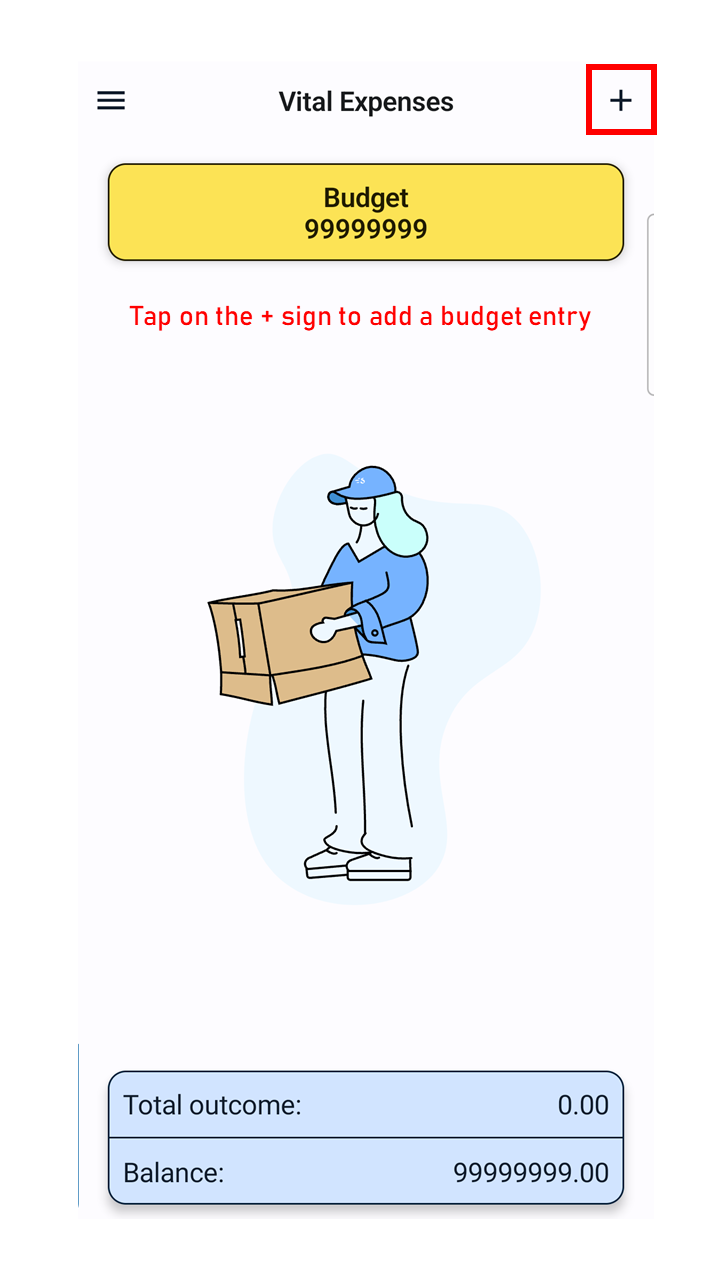 Vital Expenses
Budget
99999999
Tap on the + sign to add a budget entry
Total outcome: 0.00
Balance: 99999999.00